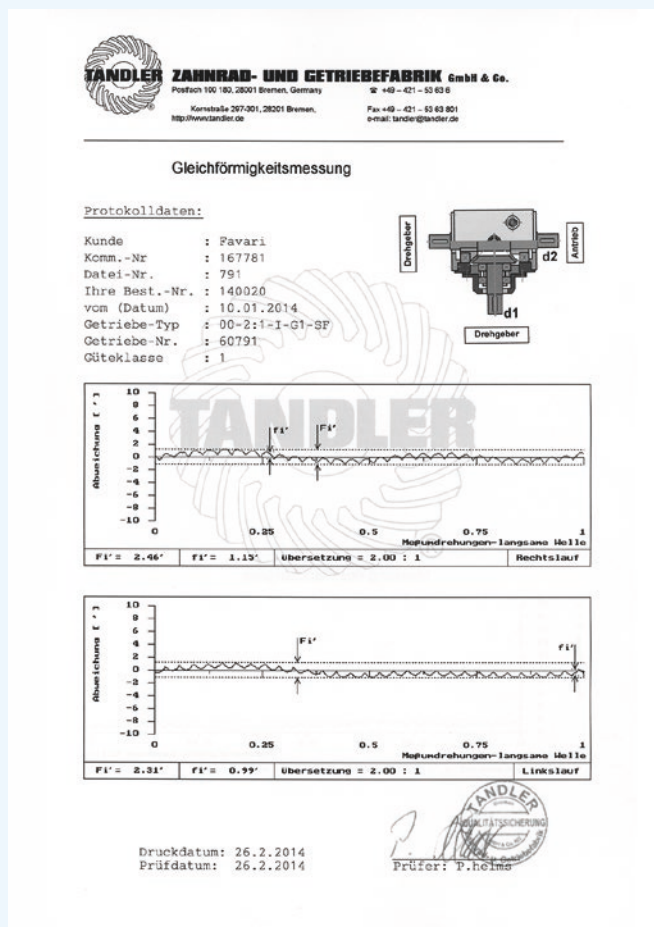 TANDLER
ZAHNRAD- UND GETRIEBEFABRIK GmbH & Co.
Postfach 100 180, 28001 Bremen, Germany ☎ +49 – 421 – 53 63 6
Kornstraße 297-301, 28201 Bremen, Fax +49 – 421 – 53 63 801
http://www.tandler.de e-mail: tandler@tandler.de
Gleichförmigkeitsmessung
Protokolldaten:
Kunde : Favari
Komm.-Nr : 167781
Datei-Nr. : 791
Ihre Best.-Nr. : 140020
vom (Datum) : 10.01.2014
Getriebe-Typ : 00-2:1-I-G1-SF
Getriebe-Nr. : 60791
Güteklasse : 1
Drehgeber
d2
Antrieb
d1
Drehgeber
TANDLER
Abweichung [ ' ]
10
8
6
4
2
0
-2
-4
-6
-8
-10
fi'
Fi'
0 0.25 0.5 0.75 1
Meßumdrehungen-langsame Welle
Fi'= 2.46' fi'= 1.15' Übersetzung = 2.00 : 1 Rechtslauf
Abweichung [ ' ]
10
8
6
4
2
0
-2
-4
-6
-8
-10
Fi'
fi'
0 0.25 0.5 0.75 1
Meßumdrehungen-langsame Welle
Fi'= 2.31' fi'= 0.99' Übersetzung = 2.00 : 1 Linkslauf
TANDLER
QUALITÄTSSICHERUNG
Druckdatum: 26.2.2014
Prüfdatum: 26.2.2014
Prüfer: P.helms